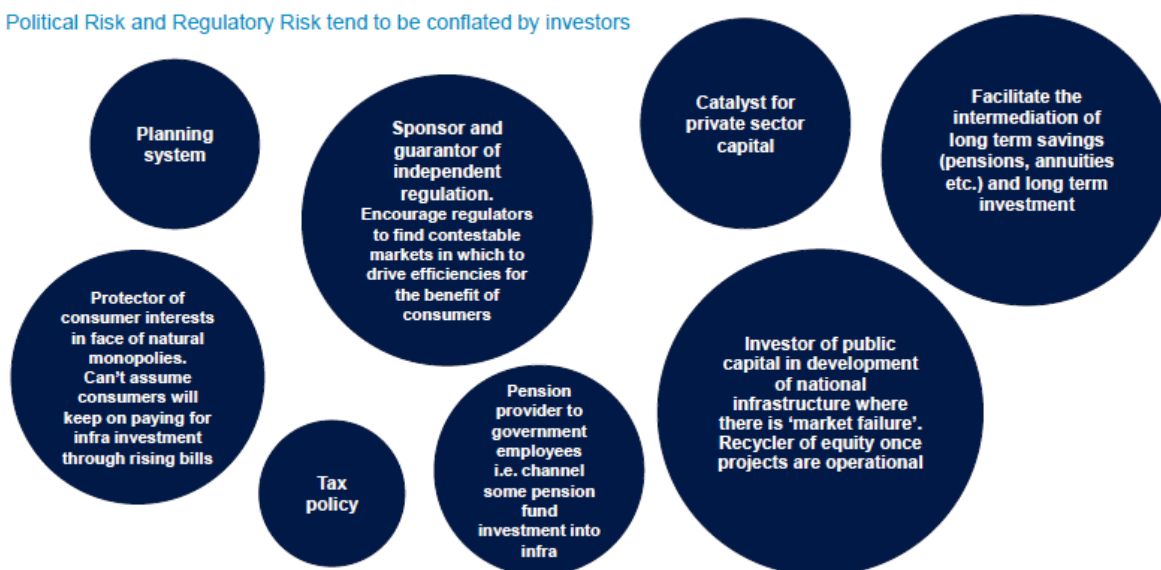 Political Risk and Regulatory Risk tend to be conflated by investors
Planning
system
Sponsor and
guarantor of
independent
regulation.
Encourage regulators
to find contestable
markets in which to
drive efficiencies for
the benefit of
consumers
Catalyst for
private sector
capital
Facilitate the
intermediation of
long term savings
(pensions, annuities
etc.) and long term
investment
Protector of
consumer interests
in face of natural
monopolies.
Can't assume
consumers will
keep on paying for
infra investment
through rising bills
Tax
policy
Pension
provider to
government
employees
i.e. channel
some pension
fund
investment into
infra
Investor of public
capital in development
of national
infrastructure where
there is ‘market failure’.
Recycler of equity once
projects are operational